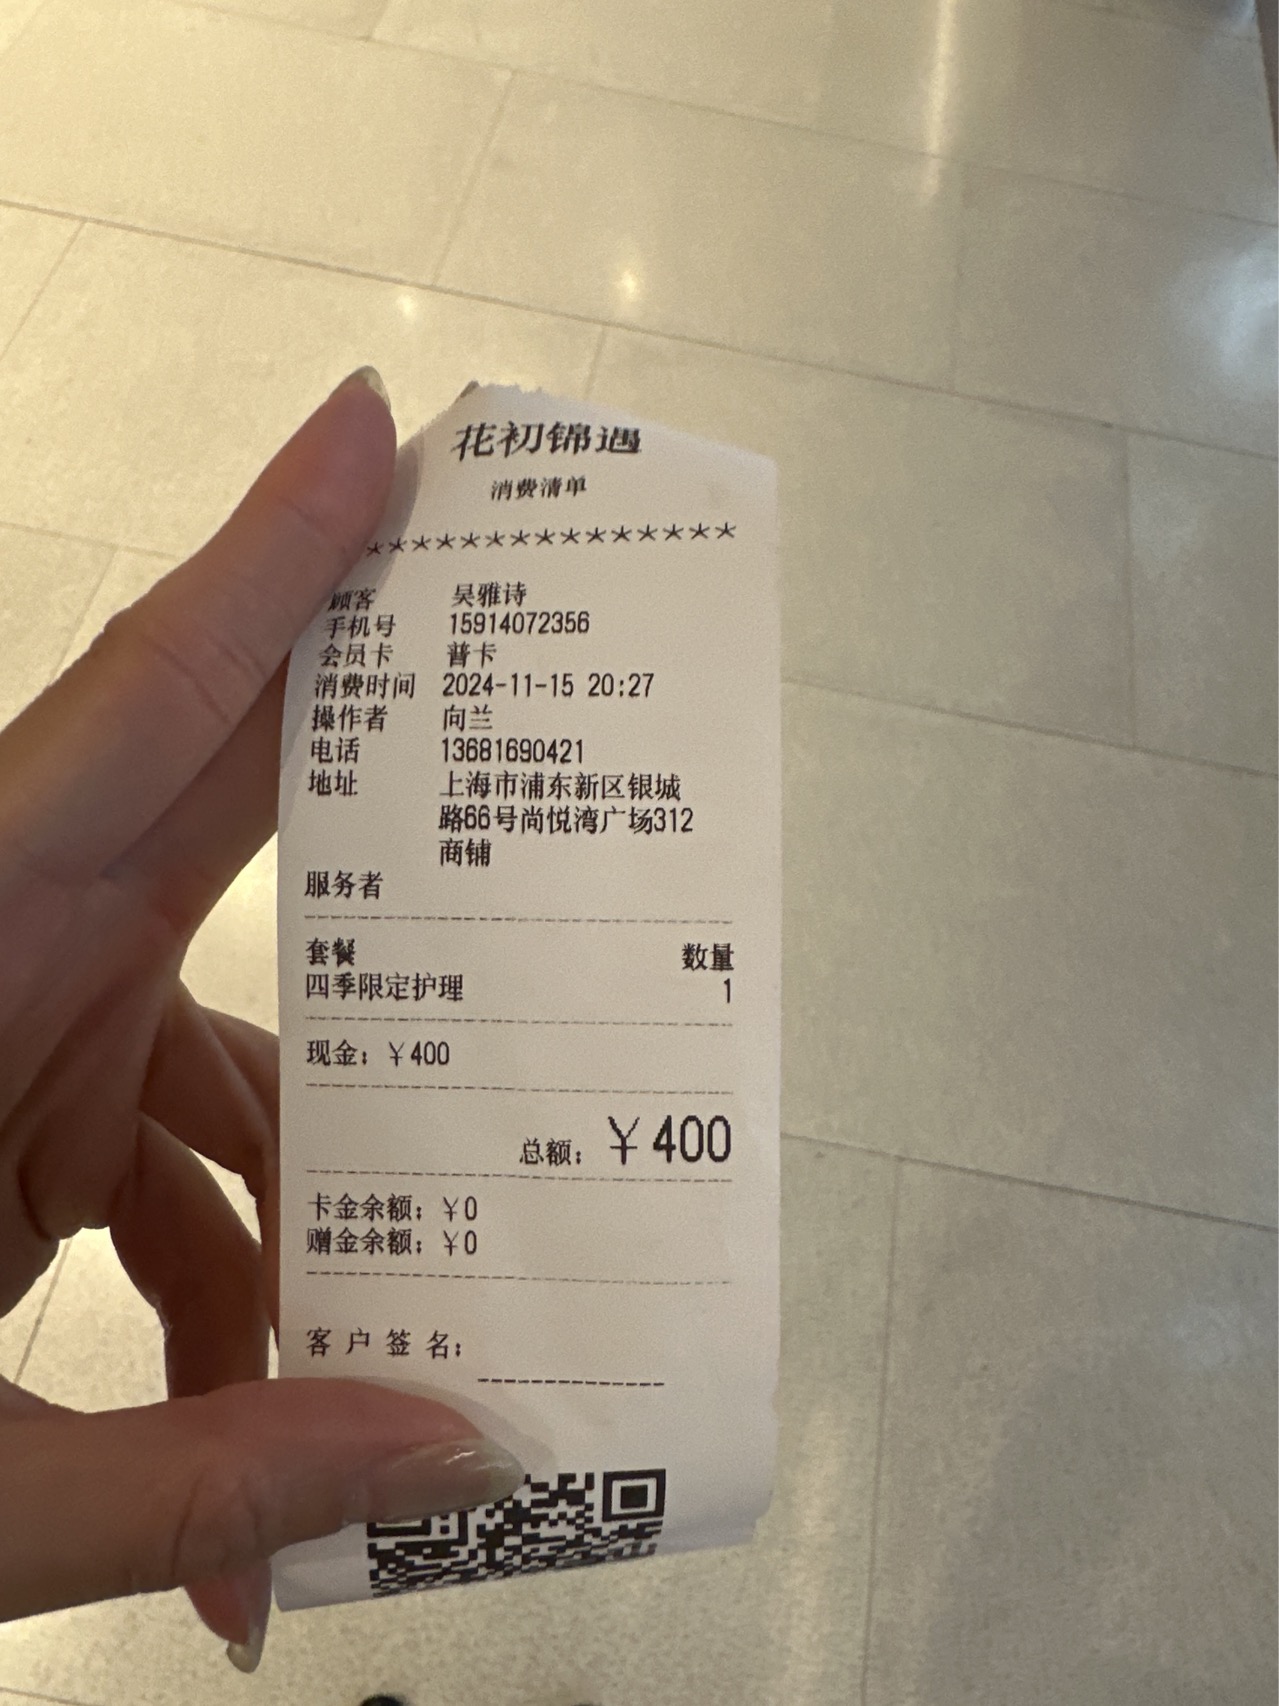 花初锦遇
消费清单
***************
顾客 吴雅诗
手机号 15914072356
会员卡 普卡
消费时间 2024-11-15 20:27
操作者 向兰
电话 13681690421
地址 上海市浦东新区银城
路66号尚悦湾广场312
商铺
服务者
套餐 数量
四季限定护理 1
现金：￥400
总额：￥400
卡金余额：￥0
赠金余额：￥0
客户签名：